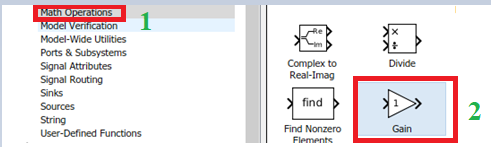 Math Operations
1
Model Verification
Model-Wide Utilities
Ports & Subsystems
Signal Attributes
Signal Routing
Sinks
Sources
String
User-Defined Functions
Re
Im
Complex to
Real-Imag
×
÷
Divide
find
Find Nonzero
Elements
1
Gain
2